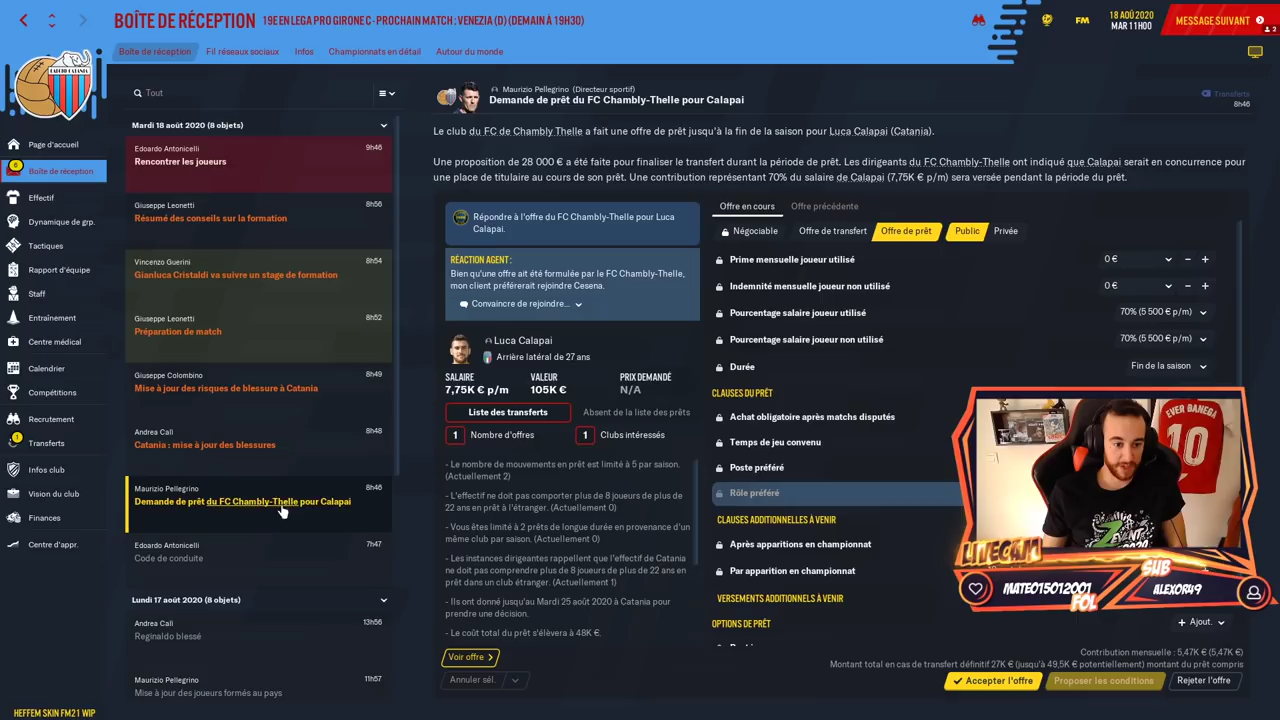 BOÎTE DE RÉCEPTION
19E EN LEGA PRO GIRONE C · PROCHAIN MATCH : VENEZIA (D) (DEMAIN À 19H30)
FM
18 AOÛ 2020
MAR 11H00
MESSAGE SUIVANT
2
Boîte de réception
Fil réseaux sociaux
Infos
Championnats en détail
Autour du monde
Page d'accueil
6
Boîte de réception
Effectif
Dynamique de grp.
Tactiques
Rapport d'équipe
Staff
Entraînement
Centre médical
Calendrier
Compétitions
Recrutement
1
Transferts
Infos club
Vision du club
Finances
Centre d'appr.
HEFFEM SKIN FM21 WIP
Tout
Mardi 18 août 2020 (8 objets)
Edoardo Antonicelli
9h46
Rencontrer les joueurs
Giuseppe Leonetti
8h56
Résumé des conseils sur la formation
Vincenzo Guerini
8h54
Gianluca Cristaldi va suivre un stage de formation
Giuseppe Leonetti
8h52
Préparation de match
Giuseppe Colombino
8h49
Mise à jour des risques de blessure à Catania
Andrea Calì
8h48
Catania : mise à jour des blessures
Maurizio Pellegrino
8h46
Demande de prêt du FC Chambly-Thelle pour Calapai
Edoardo Antonicelli
7h47
Code de conduite
Lundi 17 août 2020 (8 objets)
Andrea Calì
13h56
Reginaldo blessé
Maurizio Pellegrino
11h57
Mise à jour des joueurs formés au pays
Maurizio Pellegrino (Directeur sportif)
Demande de prêt du FC Chambly-Thelle pour Calapai
Transferts
8h46
Le club du FC de Chambly Thelle a fait une offre de prêt jusqu'à la fin de la saison pour Luca Calapai (Catania).
Une proposition de 28 000 € a été faite pour finaliser le transfert durant la période de prêt. Les dirigeants du FC Chambly-Thelle ont indiqué que Calapai serait en concurrence
pour une place de titulaire au cours de son prêt. Une contribution représentant 70% du salaire de Calapai (7,75K € p/m) sera versée pendant la période du prêt.
Répondre à l'offre du FC Chambly-Thelle pour Luca
Calapai.
RÉACTION AGENT :
Bien qu'une offre ait été formulée par le FC Chambly-Thelle,
mon client préférerait rejoindre Cesena.
Convaincre de rejoindre...
Luca Calapai
Arrière latéral de 27 ans
SALAIRE
VALEUR
PRIX DEMANDÉ
7,75K € p/m
105K €
N/A
Liste des transferts
Absent de la liste des prêts
1 Nombre d'offres
1 Clubs intéressés
- Le nombre de mouvements en prêt est limité à 5 par saison.
(Actuellement 2)
- L'effectif ne doit pas comporter plus de 8 joueurs de plus de
22 ans en prêt à l'étranger. (Actuellement 0)
- Vous êtes limité à 2 prêts de longue durée en provenance d'un
même club par saison. (Actuellement 0)
- Les instances dirigeantes rappellent que l'effectif de Catania
ne doit pas comprendre plus de 8 joueurs de plus de 22 ans en
prêt dans un club étranger. (Actuellement 1)
- Ils ont donné jusqu'au Mardi 25 août 2020 à Catania pour
prendre une décision.
- Le coût total du prêt s'élèvera à 48K €.
Voir offre
Annuler sél.
Offre en cours
Offre précédente
Négociable
Offre de transfert
Offre de prêt
Public
Privée
Prime mensuelle joueur utilisé
0 €
Indemnité mensuelle joueur non utilisé
0 €
Pourcentage salaire joueur utilisé
70% (5 500 € p/m)
Pourcentage salaire joueur non utilisé
70% (5 500 € p/m)
Durée
Fin de la saison
CLAUSES DU PRÊT
Achat obligatoire après matchs disputés
Temps de jeu convenu
Poste préféré
Rôle préféré
CLAUSES ADDITIONNELLES À VENIR
Après apparitions en championnat
Par apparition en championnat
VERSEMENTS ADDITIONNELS À VENIR
OPTIONS DE PRÊT
Ajout.
Contribution mensuelle : 5,47K € (5,47K €)
Montant total en cas de transfert définitif 27K € (jusqu'à 49,5K € potentiellement) montant du prêt compris
Accepter l'offre
Proposer les conditions
Rejeter l'offre
EVER BANEGA
10
LIVECAM
MATEO15012001
FOL
SUB
ALEXOR49